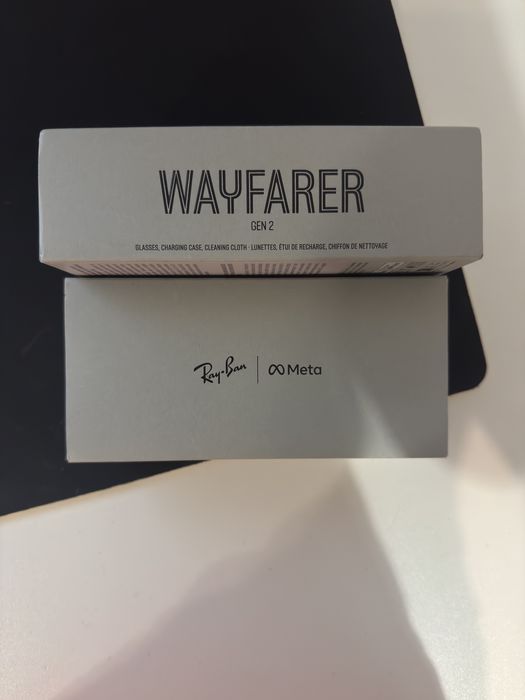 WAYFARER
GEN 2
GLASSES, CHARGING CASE, CLEANING CLOTH · LUNETTES, ÉTUI DE RECHARGE, CHIFFON DE NETTOYAGE
Ray-Ban | Meta